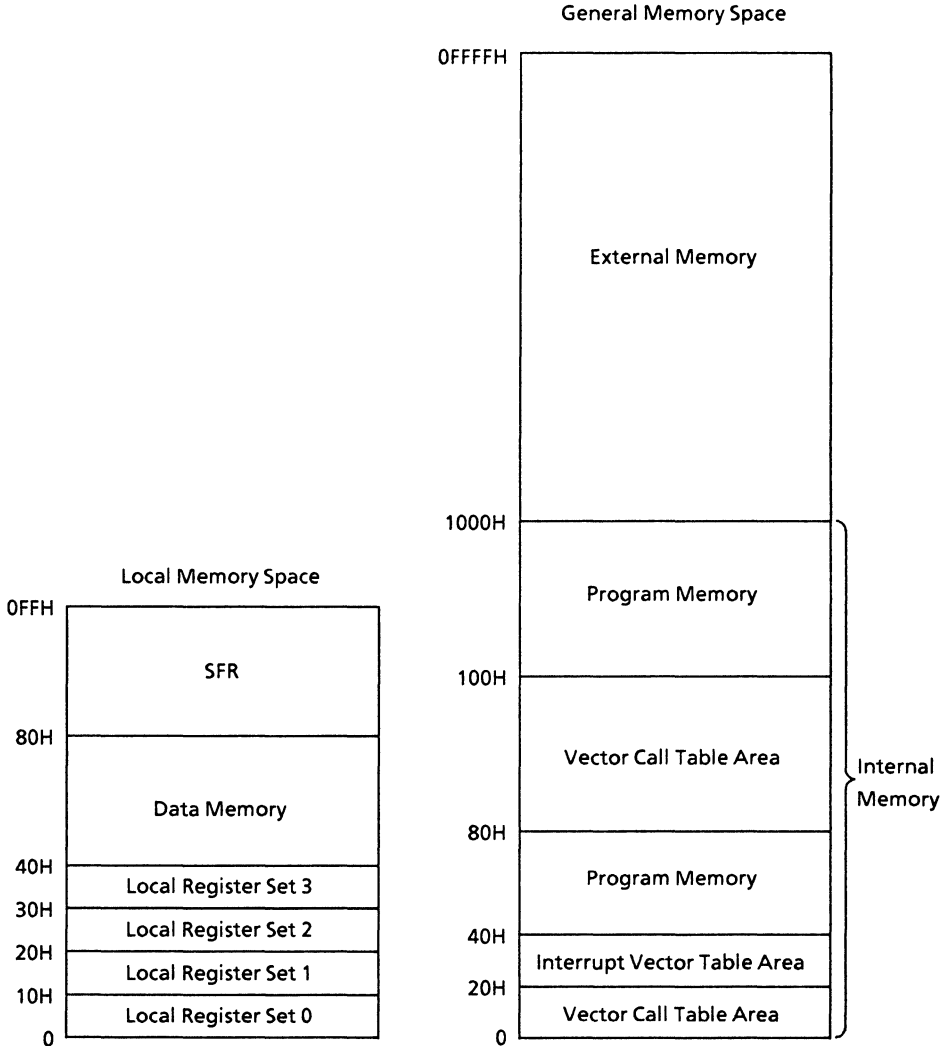 General Memory Space
0FFFFH
External Memory
1000H
Program Memory
100H
Vector Call Table Area
80H
Program Memory
40H
Interrupt Vector Table Area
20H
Vector Call Table Area
0
Internal
Memory
Local Memory Space
0FFH
SFR
80H
Data Memory
40H
Local Register Set 3
30H
Local Register Set 2
20H
Local Register Set 1
10H
Local Register Set 0
0